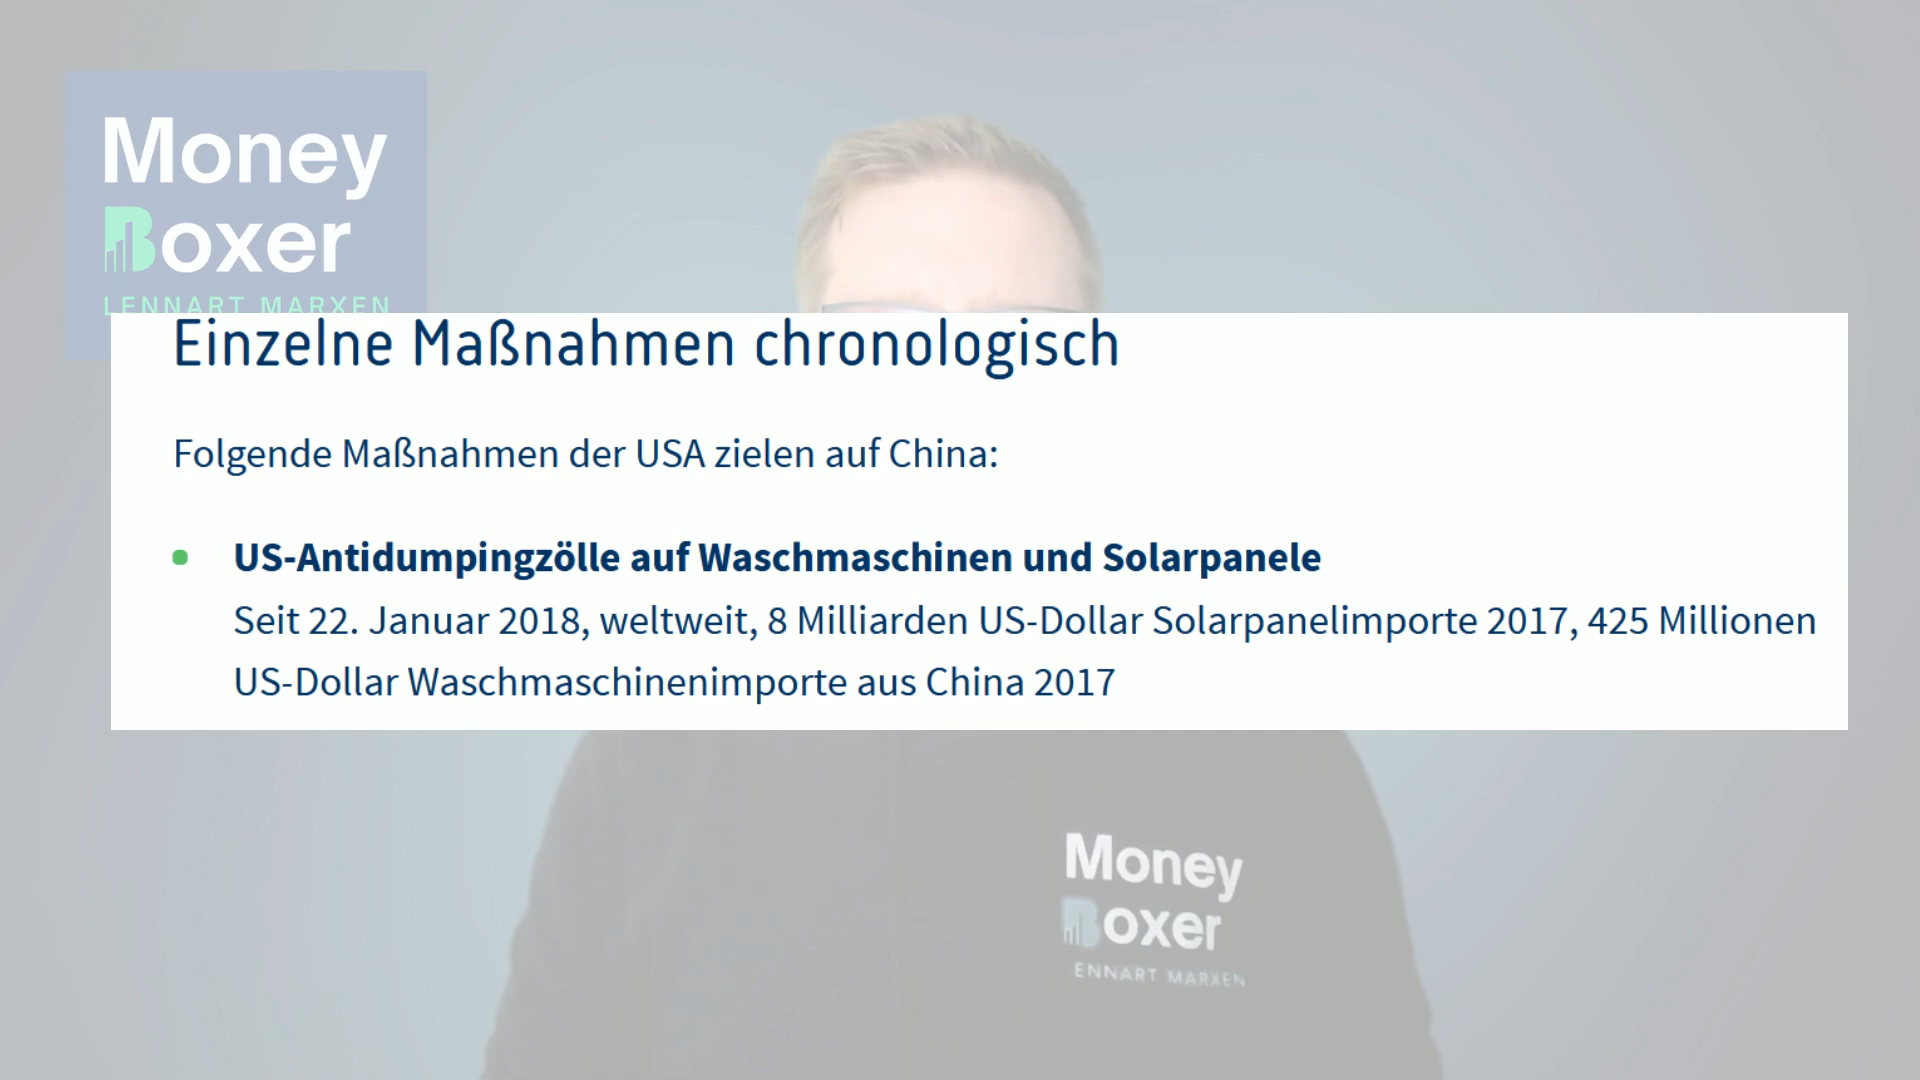 Money
Boxer
LENNART MARXEN
Einzelne Maßnahmen chronologisch
Folgende Maßnahmen der USA zielen auf China:
US-Antidumpingzölle auf Waschmaschinen und Solarpanele
Seit 22. Januar 2018, weltweit, 8 Milliarden US-Dollar Solarpanelimporte 2017, 425 Millionen
US-Dollar Waschmaschinenimporte aus China 2017
Money
Boxer
LENNART MARXEN